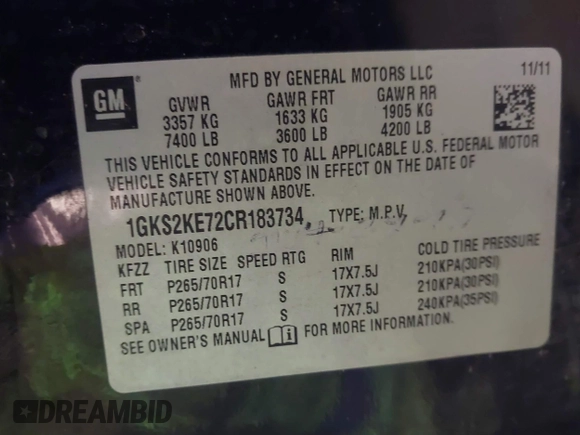 GM
MFD BY GENERAL MOTORS LLC 11/11
GVWR GAWR FRT GAWR RR
3357 KG 1633 KG 1905 KG
7400 LB 3600 LB 4200 LB
THIS VEHICLE CONFORMS TO ALL APPLICABLE U.S. FEDERAL MOTOR
VEHICLE SAFETY STANDARDS IN EFFECT ON THE DATE OF
MANUFACTURE SHOWN ABOVE.
1GKS2KE72CR183734 TYPE: M.P.V.
MODEL: K10906
KFZZ TIRE SIZE SPEED RTG RIM COLD TIRE PRESSURE
FRT P265/70R17 S 17X7.5J 210KPA(30PSI)
RR P265/70R17 S 17X7.5J 210KPA(30PSI)
SPA P265/70R17 S 17X7.5J 240KPA(35PSI)
SEE OWNER'S MANUAL FOR MORE INFORMATION.
DREAMBID